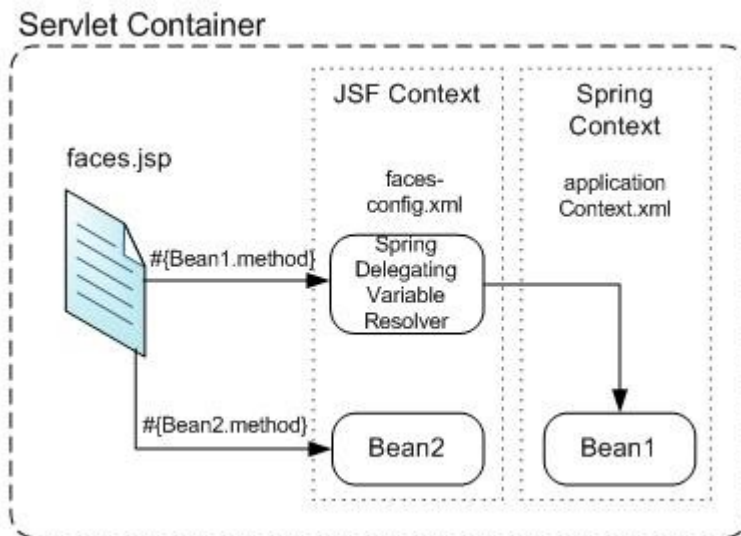 Servlet Container
JSF Context
Spring
Context
faces.jsp
faces-
config.xml
application
Context.xml
#{Bean1.method}
Spring
Delegating
Variable
Resolver
#{Bean2.method}
Bean2
Bean1